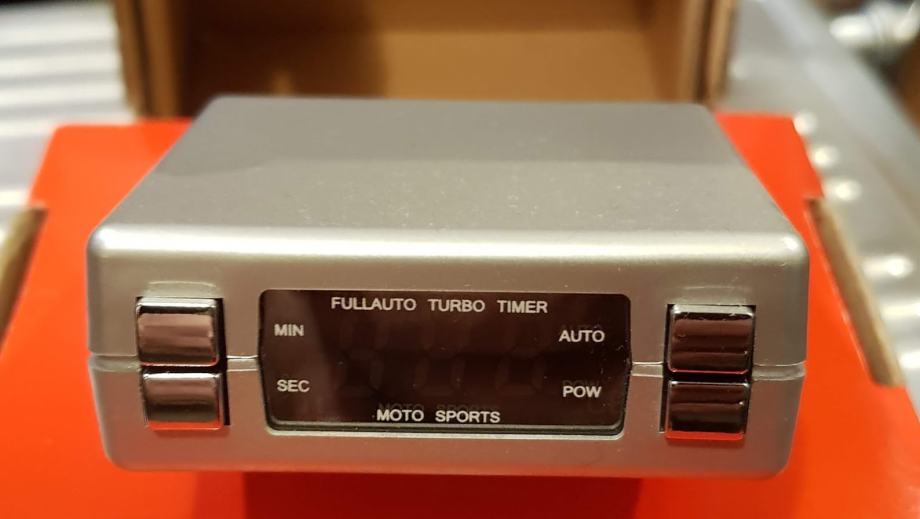 FULLAUTO TURBO TIMER
MIN
AUTO
SEC
POW
MOTO SPORTS